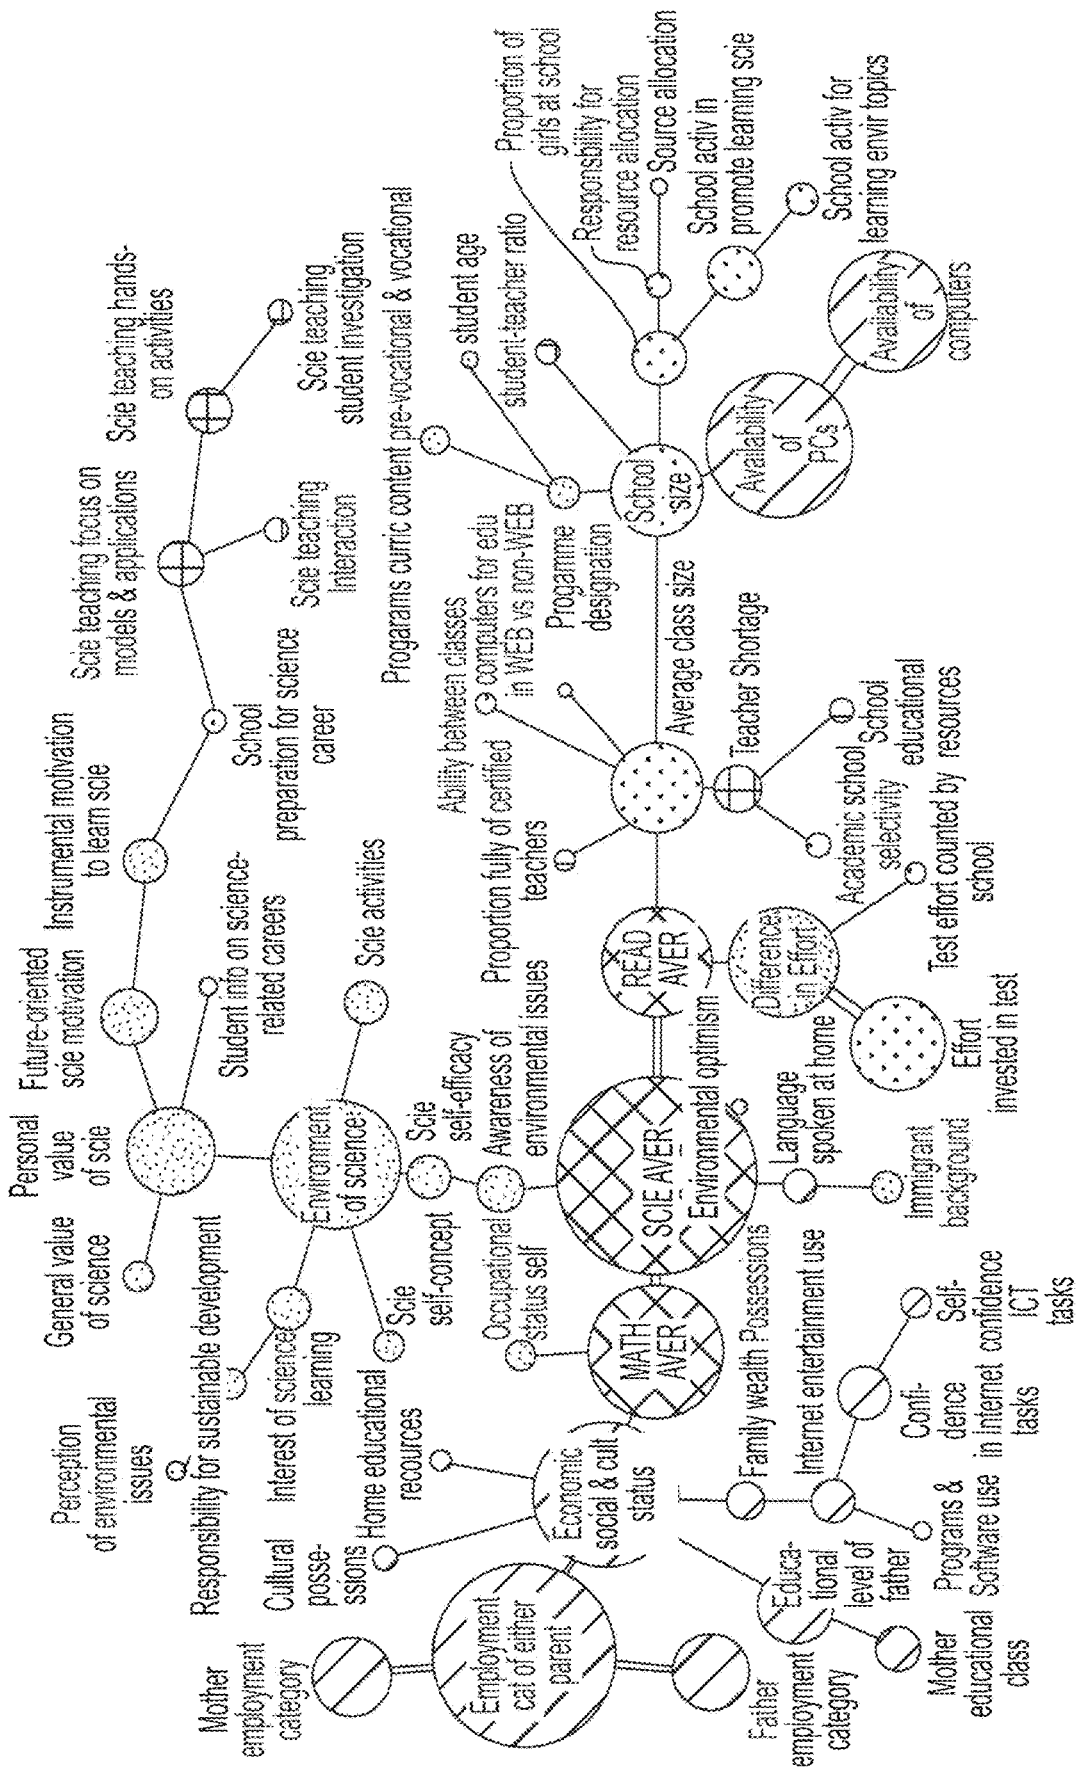 Perception
of environmental
issues
General value
of science
Personal
value
of scie
Future-oriented
scie motivation
Instrumental motivation
to learn scie
Scie teaching focus on
models & applications
Scie teaching hands-
on activities
Responsibility for sustainable development
Student info on science-
related careers
School
preparation for science
career
Scie teaching
Interaction
Scie teaching
student investigation
Interest of science
learning
Environment
of science
Scie activities
Cultural
posse-
ssions
Home educational
recources
Scie
self-concept
Scie
self-efficacy
Occupational
status self
Awareness of
environmental issues
Progarams curric content pre-vocational & vocational
Ability between classes
computers for edu
in WEB vs non-WEB
Proportion fully of certified
teachers
Progamme
designation
student age
student-teacher ratio
Proportion of
girls at school
Responsbility for
resource allocation
Source allocation
School activ in
promote learning scie
School activ for
learning envir topics
Mother
employment
category
Employment
cat of either
parent
Father
employment
category
Economic
social & cult
status
MATH
AVER
SCIE AVER
Environmental optimism
READ
AVER
Average class size
School
size
Availability
of
PCs
Availability
of
computers
Teacher Shortage
School
educational
resources
Academic school
selectivity
Test effort counted by
school
Difference
in Effort
Effort
invested in test
Language
spoken at home
Immigrant
background
Family wealth Possessions
Internet entertainment use
Self-
confidence
ICT
tasks
Confi-
dence
in Internet
tasks
Programs &
Software use
Educa-
tional
level of
father
Mother
educational
class